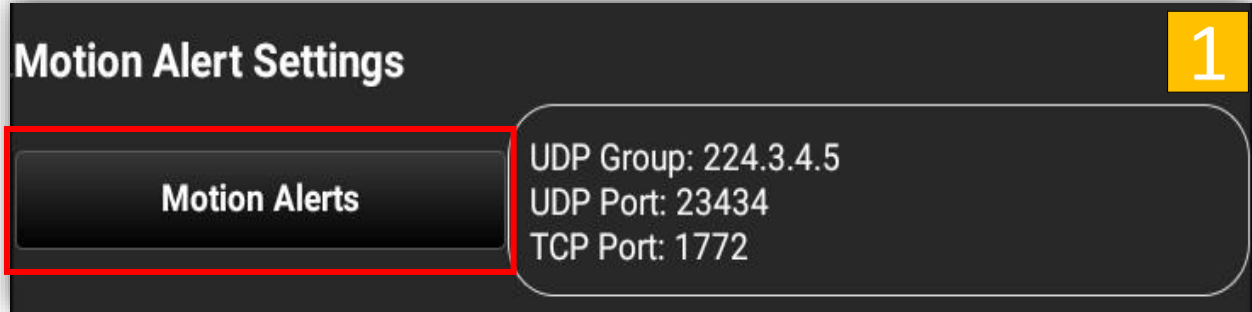 Motion Alert Settings
1
Motion Alerts
UDP Group: 224.3.4.5
UDP Port: 23434
TCP Port: 1772